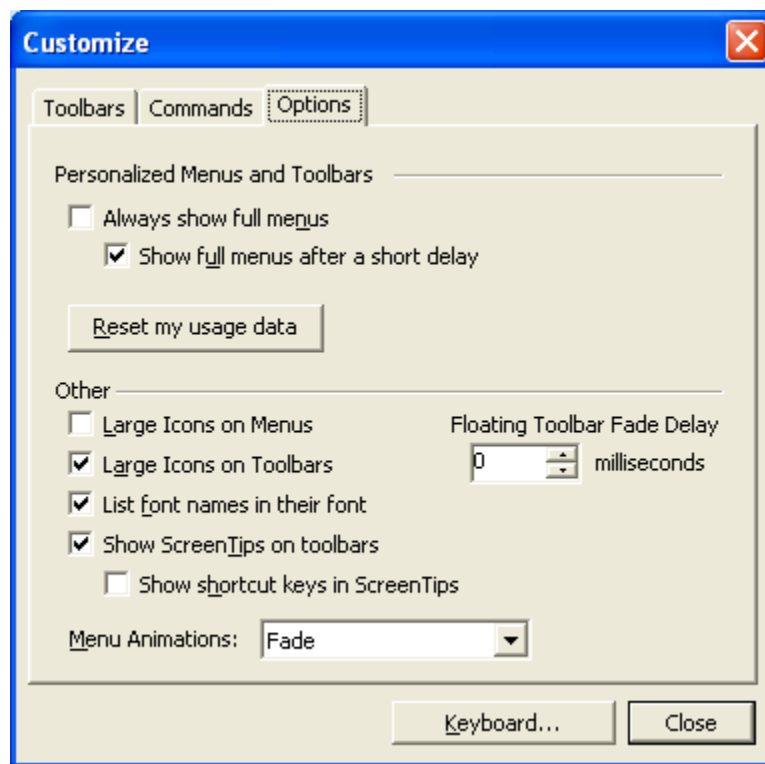 Customize
Toolbars Commands Options
Personalized Menus and Toolbars
Always show full menus
Show full menus after a short delay
Reset my usage data
Other
Large Icons on Menus
Floating Toolbar Fade Delay
Large Icons on Toolbars
0 milliseconds
List font names in their font
Show ScreenTips on toolbars
Show shortcut keys in ScreenTips
Menu Animations: Fade
Keyboard... Close